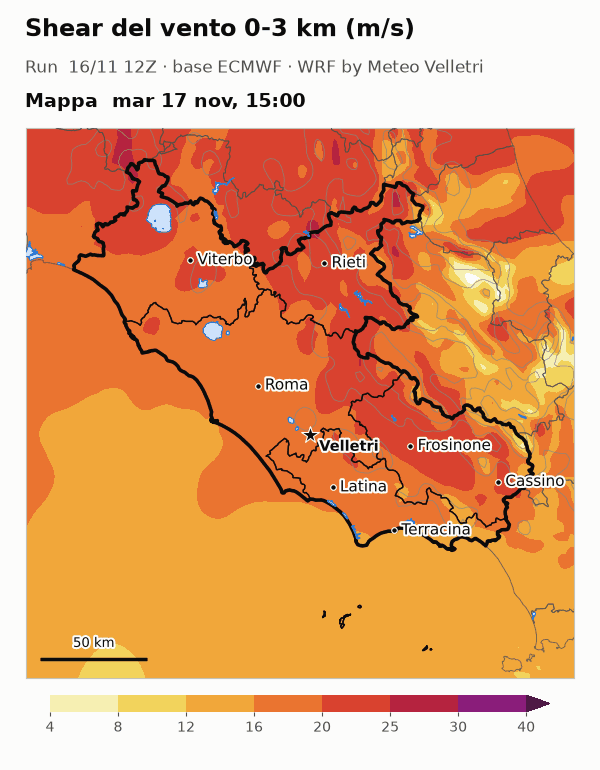 Shear del vento 0-3 km (m/s)
Run  16/11 12Z · base ECMWF · WRF by Meteo Velletri
Mappa  mar 17 nov, 15:00
Viterbo
Rieti
Roma
Velletri
Frosinone
Cassino
Latina
Terracina
50 km
4 8 12 16 20 25 30 40